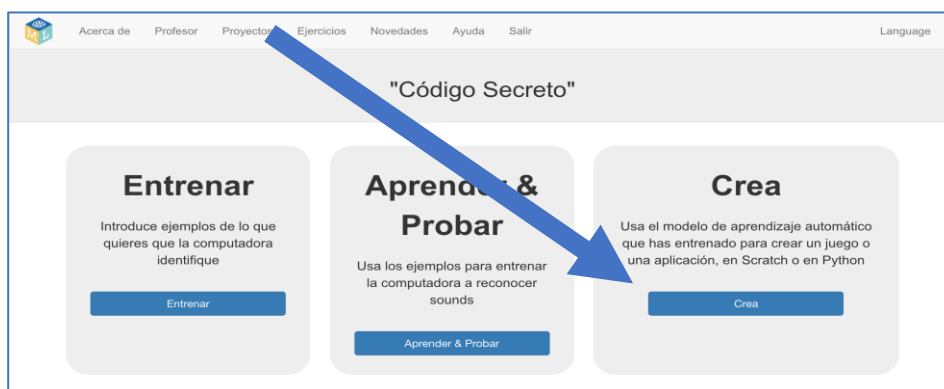 Acerca de Profesor Proyectos Ejercicios Novedades Ayuda Salir Language
"Código Secreto"
Entrenar
Introduce ejemplos de lo que
quieres que la computadora
identifique
Entrenar
Aprender &
Probar
Usa los ejemplos para entrenar
la computadora a reconocer
sounds
Aprender & Probar
Crea
Usa el modelo de aprendizaje automático
que has entrenado para crear un juego o
una aplicación, en Scratch o en Python
Crea